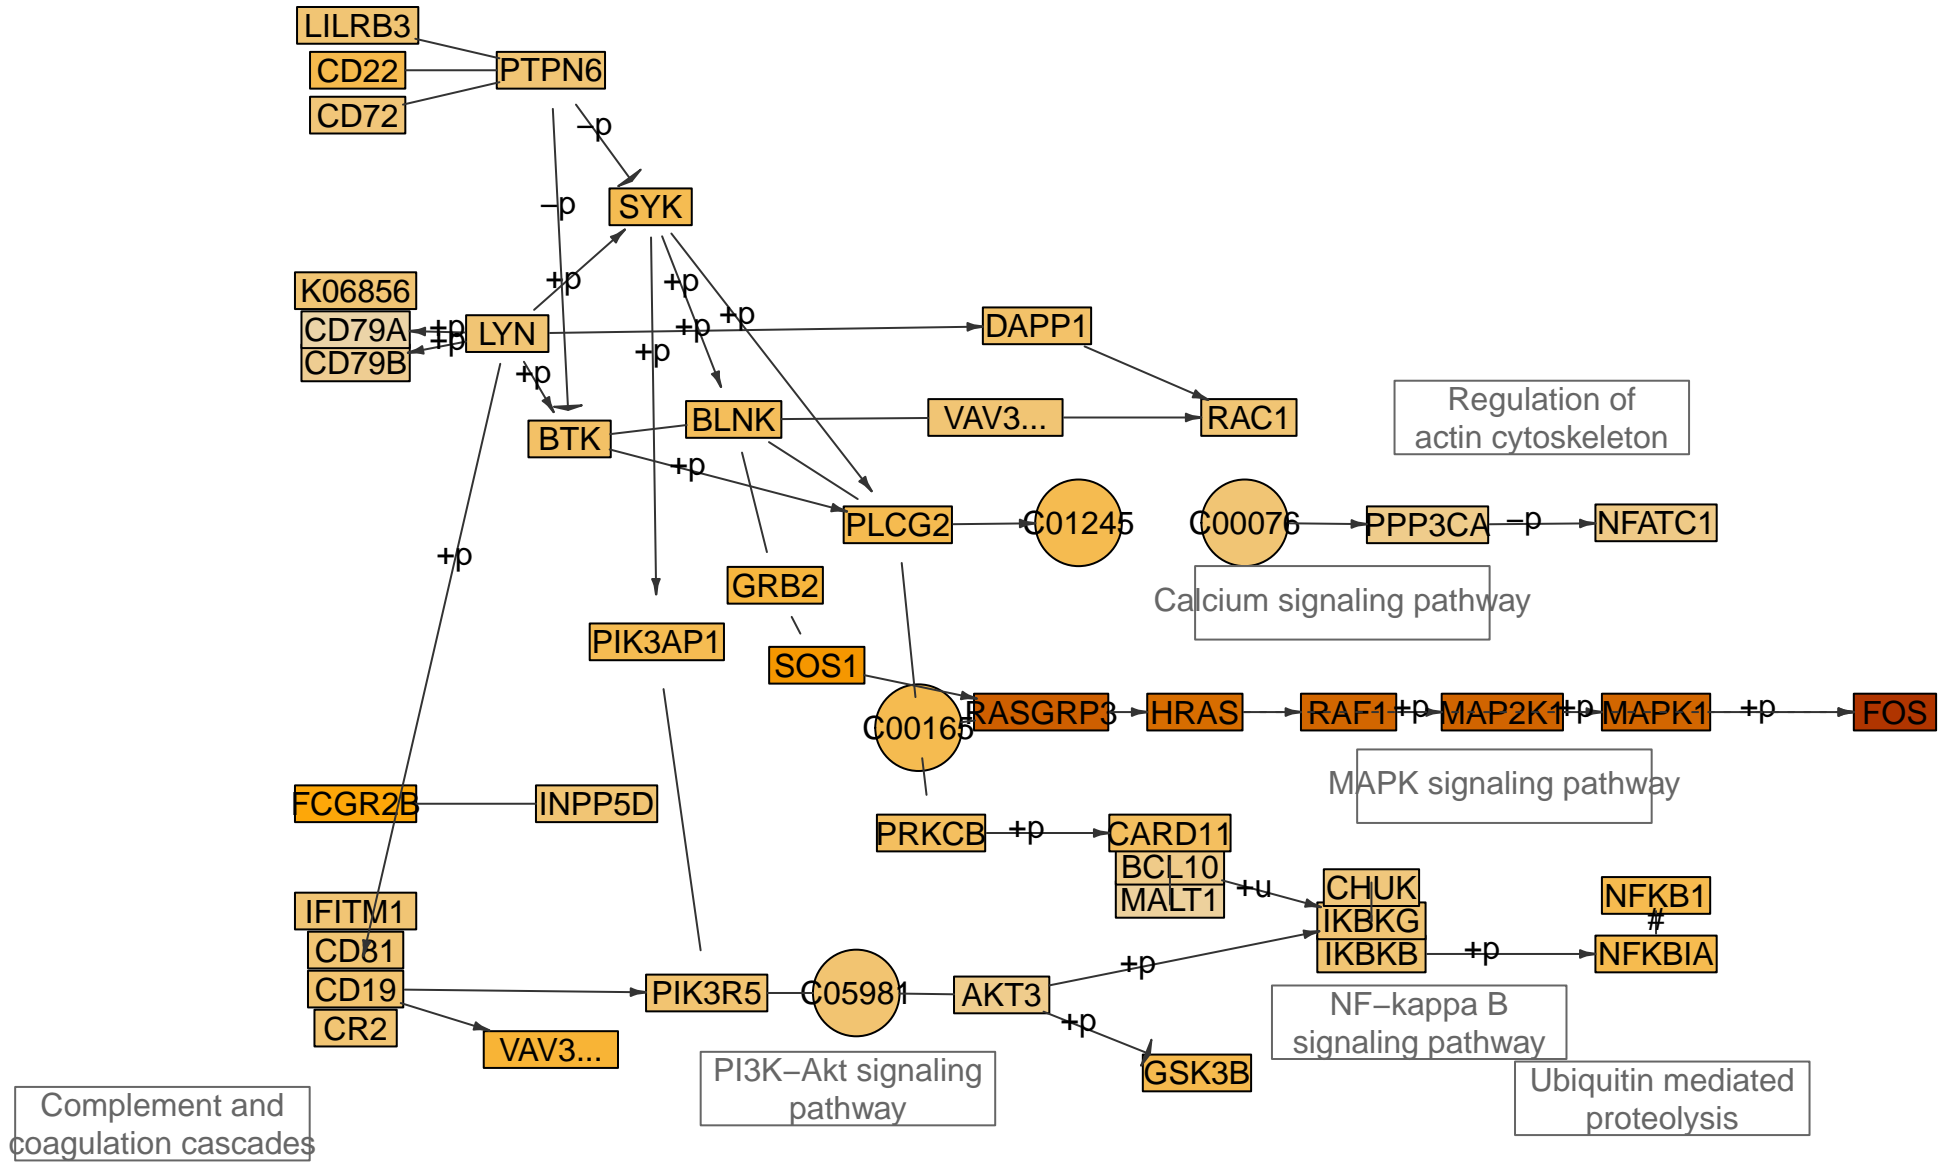 LILRB3
CD22
PTPN6
CD72
–p
–p
SYK
+p
+p
K06856
+p
CD79A
+p
LYN
+p
DAPP1
CD79B
+p
+p
+p
Regulation of
actin cytoskeleton
BTK
BLNK
VAV3...
RAC1
+p
PLCG2
C01245
C00076
PPP3CA
–p
NFATC1
+p
GRB2
Calcium signaling pathway
PIK3AP1
SOS1
C00165
RASGRP3
HRAS
RAF1
+p
MAP2K1
+p
MAPK1
+p
FOS
MAPK signaling pathway
FCGR2B
INPP5D
PRKCB
+p
CARD11
BCL10
MALT1
+u
CHUK
IKBKG
IKBKB
NFKB1
#
+p
NFKBIA
IFITM1
CD81
CD19
CR2
PIK3R5
C05981
AKT3
+p
+p
NF–kappa B
signaling pathway
VAV3...
GSK3B
PI3K–Akt signaling
pathway
Ubiquitin mediated
proteolysis
Complement and
coagulation cascades